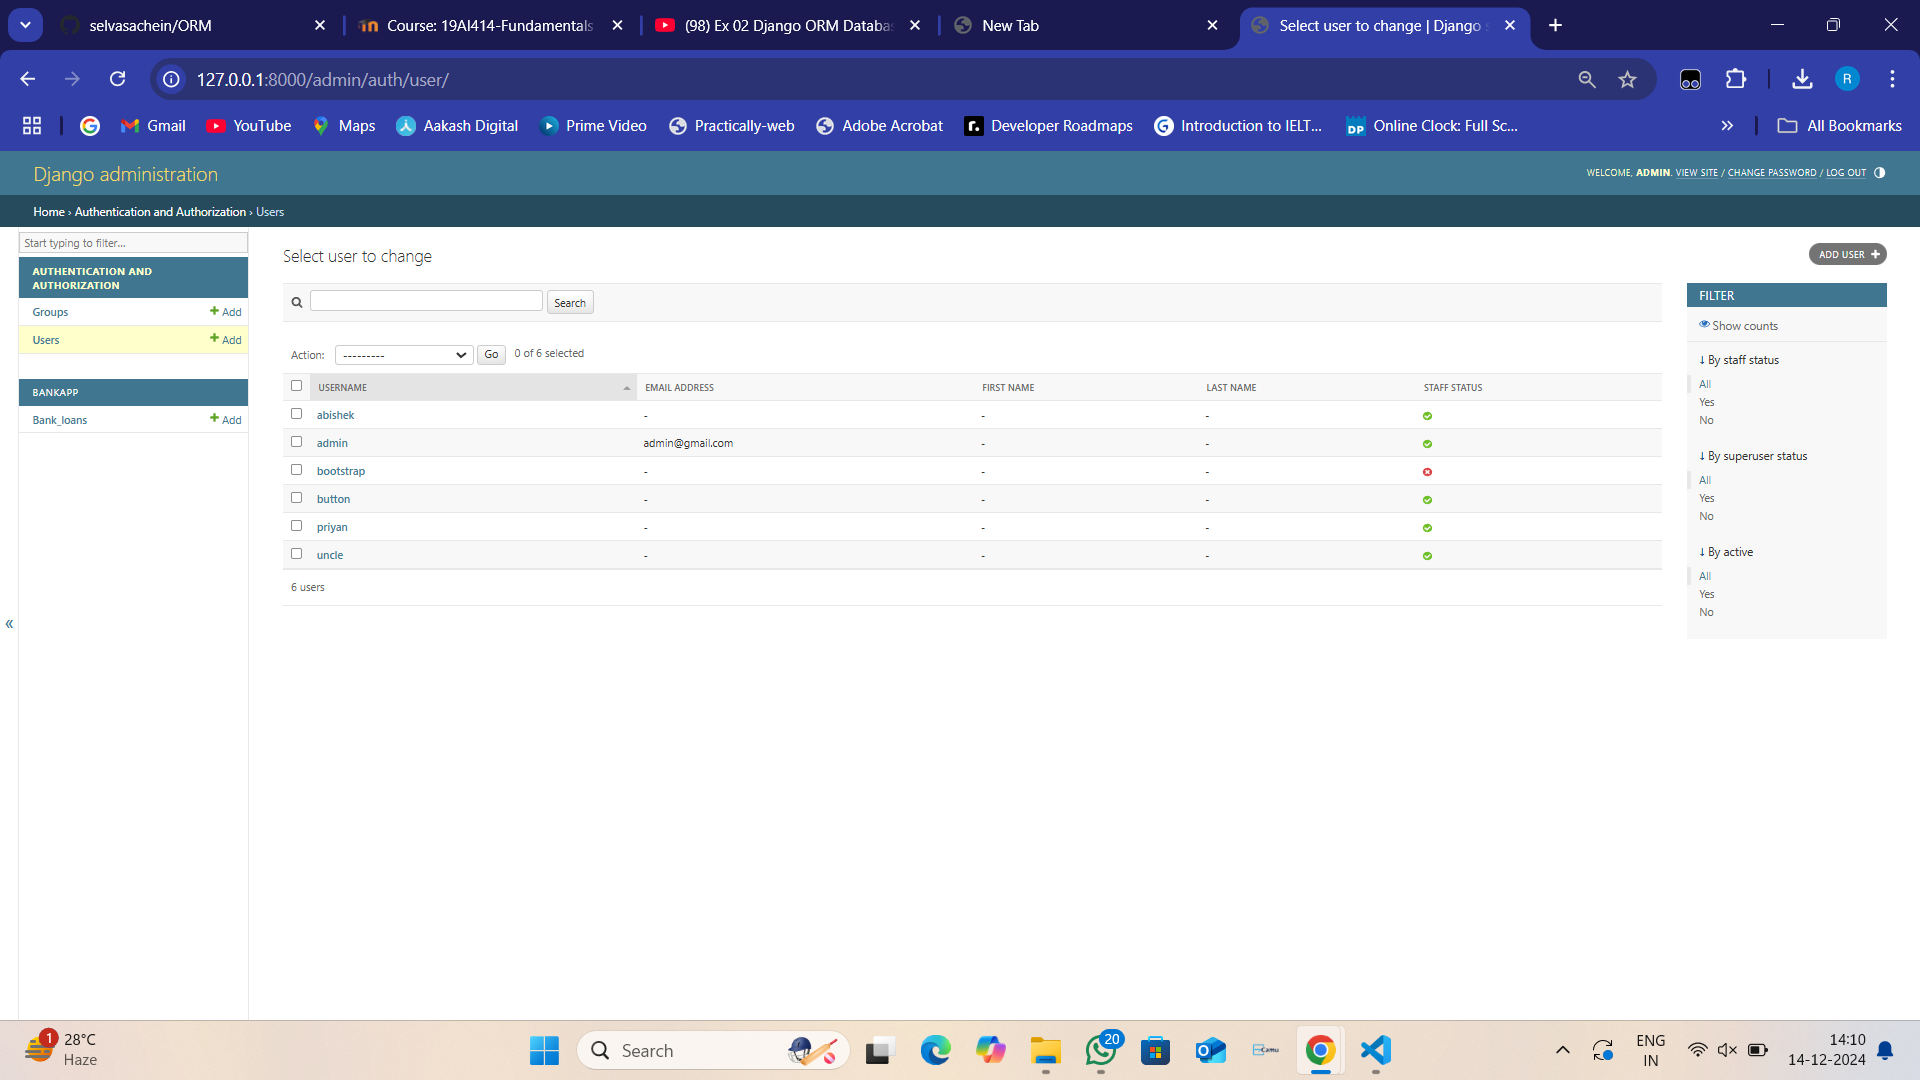 selvasachein/ORM
Course: 19AI414-Fundamentals
(98) Ex 02 Django ORM Databa
New Tab
Select user to change | Django s
127.0.0.1:8000/admin/auth/user/
R
Gmail
YouTube
Maps
Aakash Digital
Prime Video
Practically-web
Adobe Acrobat
Developer Roadmaps
Introduction to IELT...
Online Clock: Full Sc...
All Bookmarks
Django administration
WELCOME, ADMIN. VIEW SITE / CHANGE PASSWORD / LOG OUT
Home › Authentication and Authorization › Users
Start typing to filter...
AUTHENTICATION AND
AUTHORIZATION
Groups
+ Add
Users
+ Add
BANKAPP
Bank_loans
+ Add
Select user to change
ADD USER +
Search
Action:
---------
Go
0 of 6 selected
USERNAME EMAIL ADDRESS FIRST NAME LAST NAME STAFF STATUS
abishek - - -
admin admin@gmail.com - -
bootstrap - - -
button - - -
priyan - - -
uncle - - -
6 users
FILTER
Show counts
↓ By staff status
All
Yes
No
↓ By superuser status
All
Yes
No
↓ By active
All
Yes
No
«
1
28°C
Haze
Search
20
Camu
ENG
IN
14:10
14-12-2024